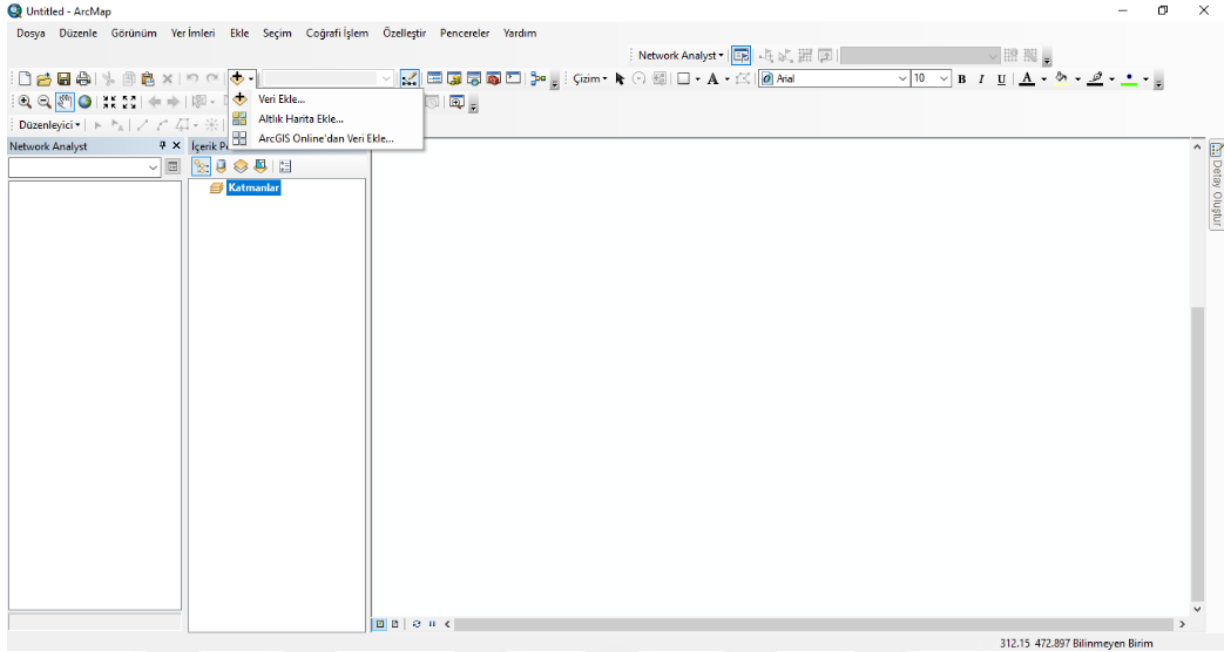 Untitled - ArcMap
Dosya Düzenle Görünüm Yer İmleri Ekle Seçim Coğrafi İşlem Özelleştir Pencereler Yardım
Network Analyst
Çizim A Arial 10 B I U A
Veri Ekle...
Altlık Harita Ekle...
Düzenleyici
ArcGIS Online'dan Veri Ekle...
Network Analyst
İçerik
Katmanlar
Detay Oluştur
312.15 472.897 Bilinmeyen Birim